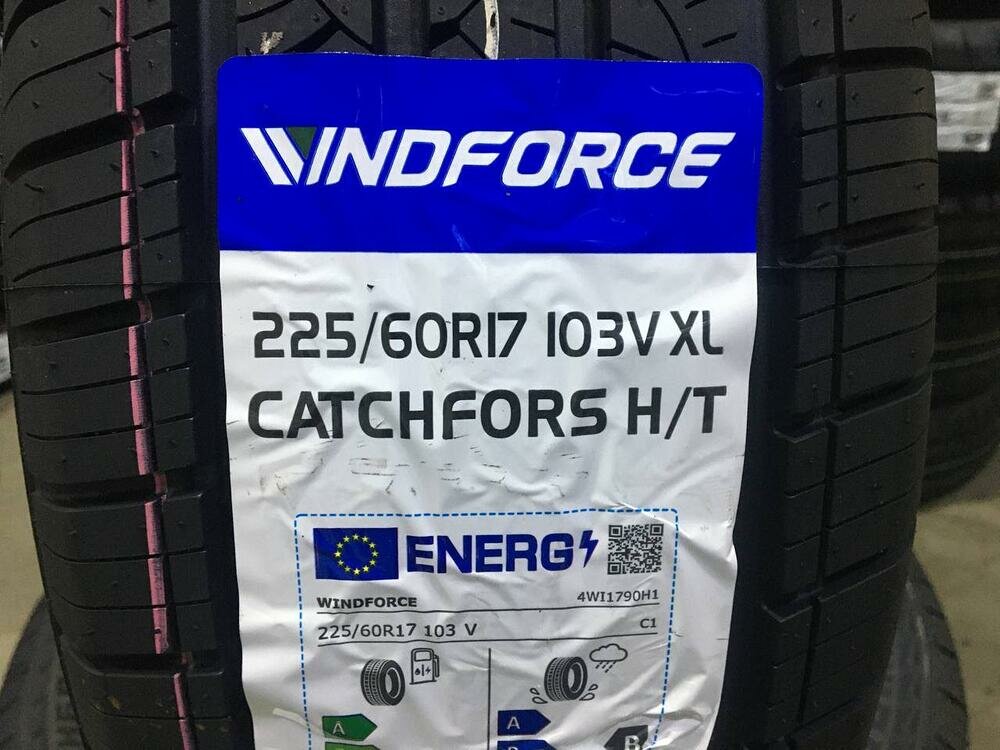 WINDFORCE
225/60R17 103V XL
CATCHFORS H/T
ENERG
WINDFORCE 4WI1790H1
225/60R17 103 V C1
A A
B